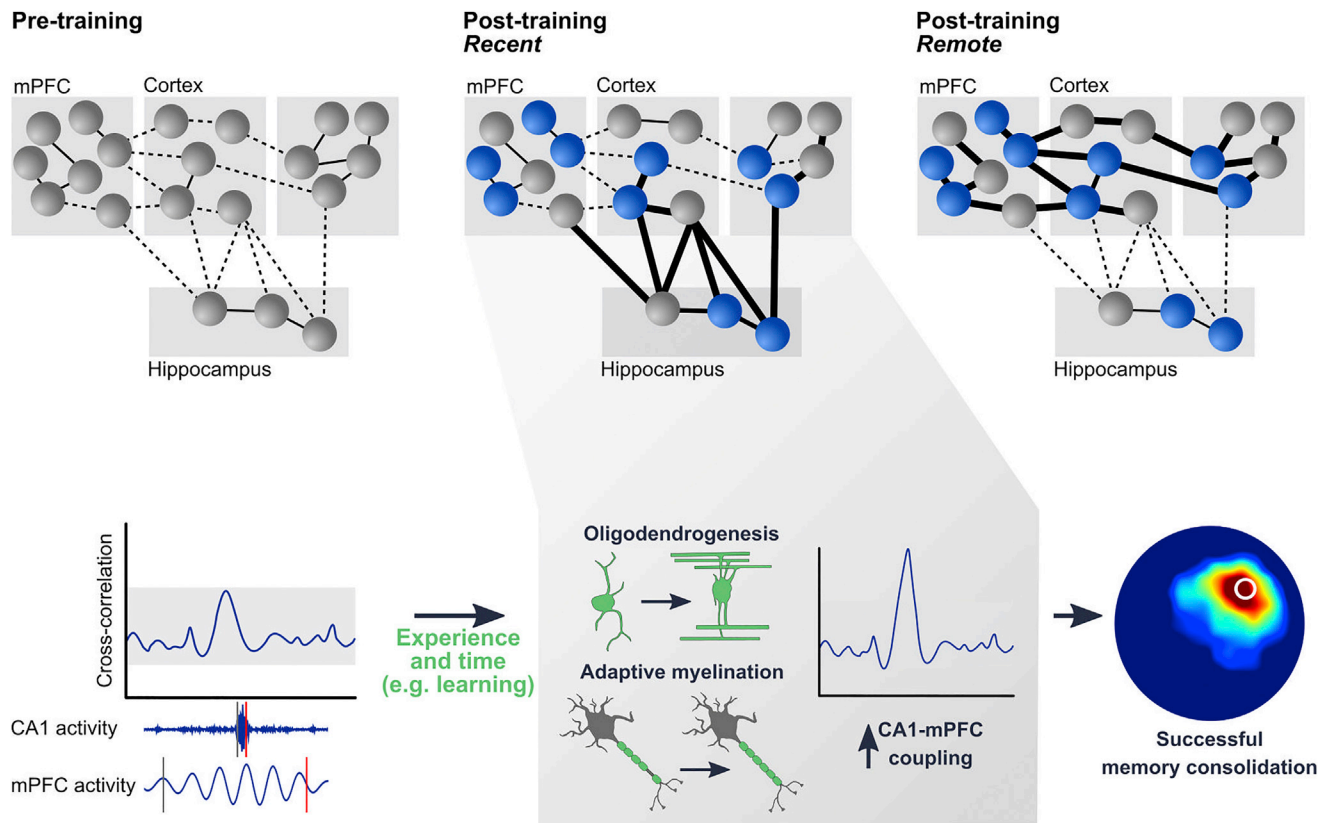 Pre-training
Post-training
Recent
Post-training
Remote
mPFC
Cortex
mPFC
Cortex
mPFC
Cortex
Hippocampus
Hippocampus
Hippocampus
Cross-correlation
CA1 activity
mPFC activity
Experience
and time
(e.g. learning)
Oligodendrogenesis
Adaptive myelination
CA1-mPFC
coupling
Successful
memory consolidation